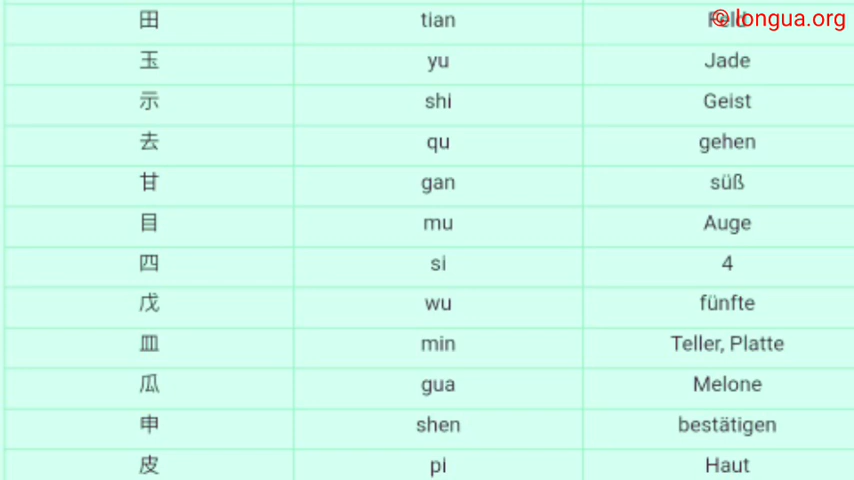 田 tian Feld
© longua.org
玉 yu Jade
示 shi Geist
去 qu gehen
甘 gan süß
目 mu Auge
四 si 4
戊 wu fünfte
皿 min Teller, Platte
瓜 gua Melone
申 shen bestätigen
皮 pi Haut